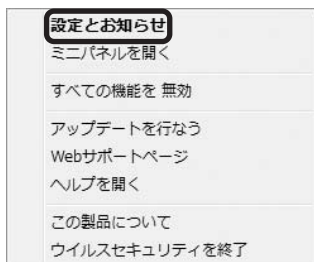 設定とお知らせ
ミニパネルを開く
すべての機能を 無効
アップデートを行なう
Webサポートページ
ヘルプを開く
この製品について
ウイルスセキュリティを終了